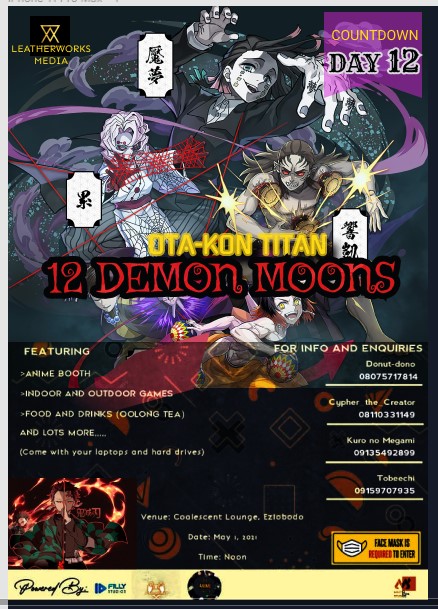 LEATHERWORKS
MEDIA
COUNTDOWN
DAY 12
魘夢
累
響凱
OTA-KON TITAN
12 DEMON MOONS
FEATURING
>ANIME BOOTH
>INDOOR AND OUTDOOR GAMES
>FOOD AND DRINKS (OOLONG TEA)
AND LOTS MORE.....
(Come with your laptops and hard drives)
FOR INFO AND ENQUIRIES
Donut-dono
08075717814
Cypher the Creator
08110331149
Kuro no Megami
09135492899
Tobeechi
09159707935
Venue: Coalescent Lounge, Eziobodo
Date: May 1, 2021
Time: Noon
FACE MASK IS
REQUIRED TO ENTER
Powered By:
FILLY
STUDIOS